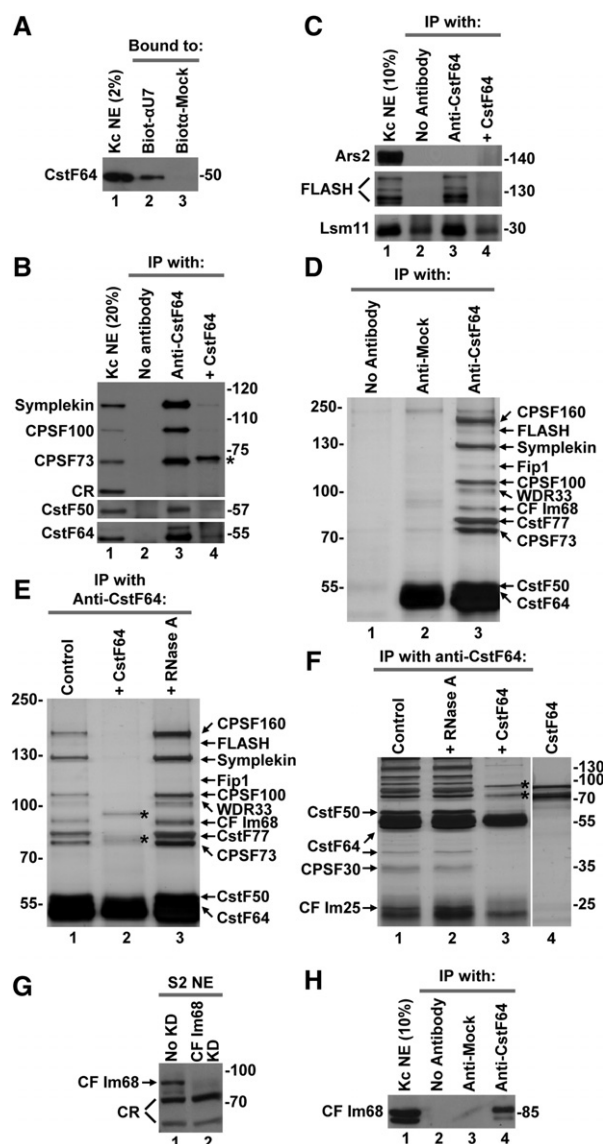 A
Bound to:
Kc NE (2%)
Biot-αU7
Biotα-Mock
CstF64
-50
1 2 3
B
IP with:
Kc NE (20%)
No antibody
Anti-CstF64
+ CstF64
-120
Symplekin
-110
CPSF100
-75
CPSF73
*
CR
CstF50
-57
CstF64
-55
1 2 3 4
C
IP with:
Kc NE (10%)
No Antibody
Anti-CstF64
+ CstF64
Ars2
-140
FLASH
-130
Lsm11
-30
1 2 3 4
D
IP with:
No Antibody
Anti-Mock
Anti-CstF64
250-
130-
100-
70-
55-
CPSF160
FLASH
Symplekin
Fip1
CPSF100
WDR33
CF Im68
CstF77
CPSF73
CstF50
CstF64
1 2 3
E
IP with
Anti-CstF64:
Control
+ CstF64
+ RNase A
250-
130-
100-
70-
55-
CPSF160
FLASH
Symplekin
Fip1
CPSF100
WDR33
CF Im68
CstF77
CPSF73
CstF50
CstF64
*
*
1 2 3
F
IP with anti-CstF64:
Control
+ RNase A
+ CstF64
CstF64
-130
-100
-70
-55
-35
-25
*
*
CstF50
CstF64
CPSF30
CF Im25
1 2 3 4
G
S2 NE
No KD
CF Im68
KD
-100
CF Im68
-70
CR
1 2
H
IP with:
Kc NE (10%)
No Antibody
Anti-Mock
Anti-CstF64
CF Im68
-85
1 2 3 4